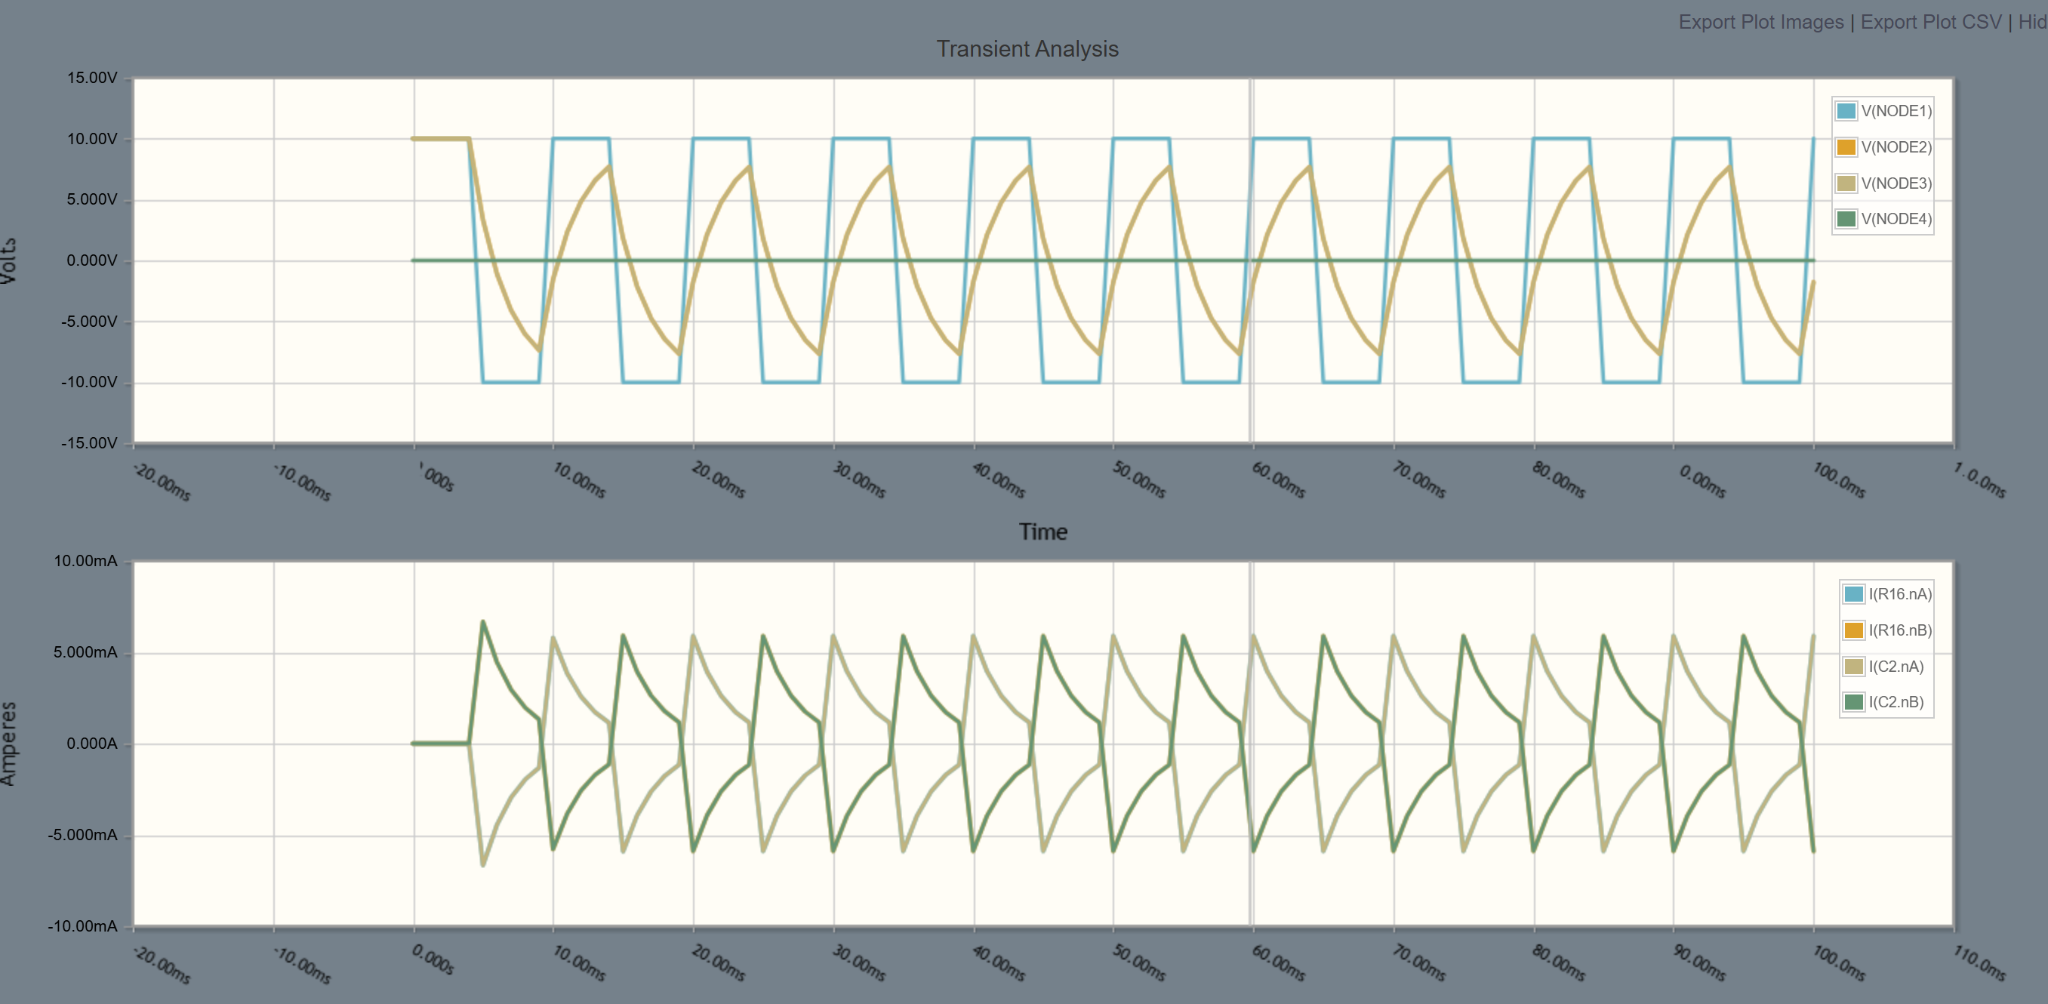 Export Plot Images | Export Plot CSV | Hid
Transient Analysis
15.00V
10.00V
5.000V
0.000V
-5.000V
-10.00V
-15.00V
Volts
V(NODE1)
V(NODE2)
V(NODE3)
V(NODE4)
-20.00ms
-10.00ms
0.000s
10.00ms
20.00ms
30.00ms
40.00ms
50.00ms
60.00ms
70.00ms
80.00ms
0.00ms
100.0ms
1.0.0ms
Time
10.00mA
5.000mA
0.000A
-5.000mA
-10.00mA
Amperes
I(R16.nA)
I(R16.nB)
I(C2.nA)
I(C2.nB)
-20.00ms
-10.00ms
0.000s
10.00ms
20.00ms
30.00ms
40.00ms
50.00ms
60.00ms
70.00ms
80.00ms
90.00ms
100.0ms
110.0ms